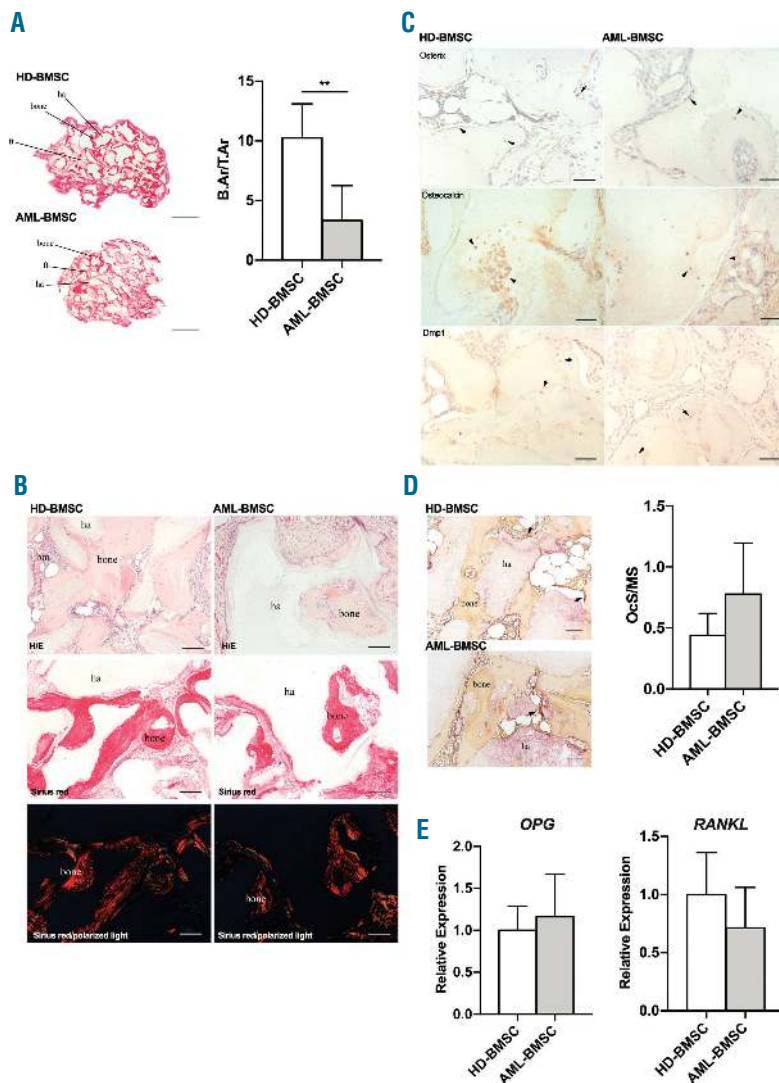 A
HD-BMSC
ha
bone
ft
AML-BMSC
bone
ft
ha
15
10
5
0
B.Ar/T.Ar
**
HD-BMSC
AML-BMSC
C
HD-BMSC
AML-BMSC
Osterix
Osteocalcin
Dmp1
B
HD-BMSC
AML-BMSC
ha
bm
bone
H/E
ha
bone
H/E
ha
bone
Sirius red
ha
bone
Sirius red
bone
Sirius red/polarized light
bone
Sirius red/polarized light
D
HD-BMSC
ha
bone
AML-BMSC
bone
ha
1.5
1.0
0.5
0.0
OcS/MS
HD-BMSC
AML-BMSC
E
OPG
2.0
1.5
1.0
0.5
0.0
Relative Expression
HD-BMSC
AML-BMSC
RANKL
1.5
1.0
0.5
0.0
Relative Expression
HD-BMSC
AML-BMSC